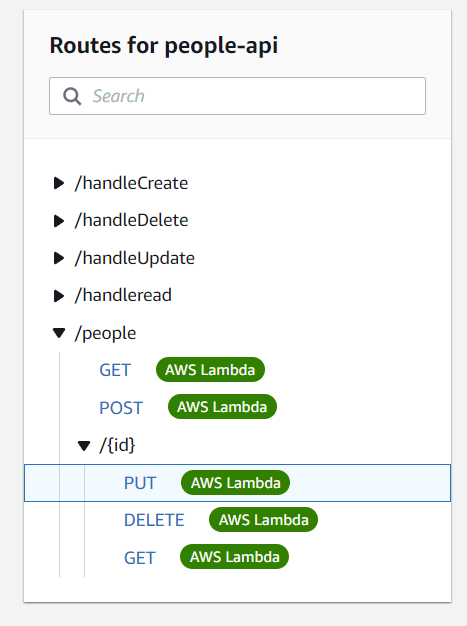 Routes for people-api
Search
/handleCreate
/handleDelete
/handleUpdate
/handleread
/people
GET AWS Lambda
POST AWS Lambda
/{id}
PUT AWS Lambda
DELETE AWS Lambda
GET AWS Lambda